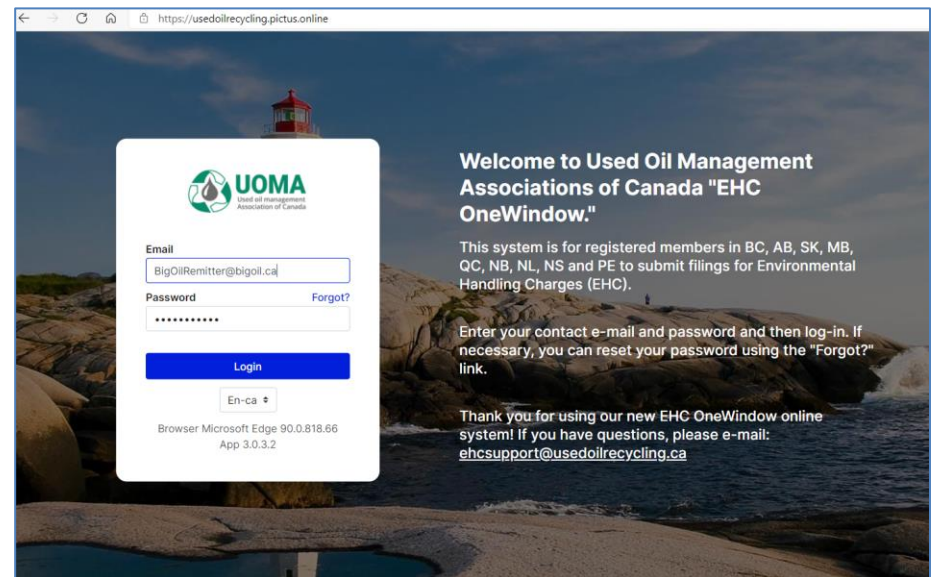 https://usedoilrecycling.pictus.online
UOMA
Used oil management
Association of Canada
Email
BigOilRemitter@bigoil.ca
Password
Forgot?
•••••••••••
Login
En-ca
Browser Microsoft Edge 90.0.818.66
App 3.0.3.2
Welcome to Used Oil Management
Associations of Canada "EHC
OneWindow."
This system is for registered members in BC, AB, SK, MB,
QC, NB, NL, NS and PE to submit filings for Environmental
Handling Charges (EHC).
Enter your contact e-mail and password and then log-in. If
necessary, you can reset your password using the "Forgot?"
link.
Thank you for using our new EHC OneWindow online
system! If you have questions, please e-mail:
ehcsupport@usedoilrecycling.ca